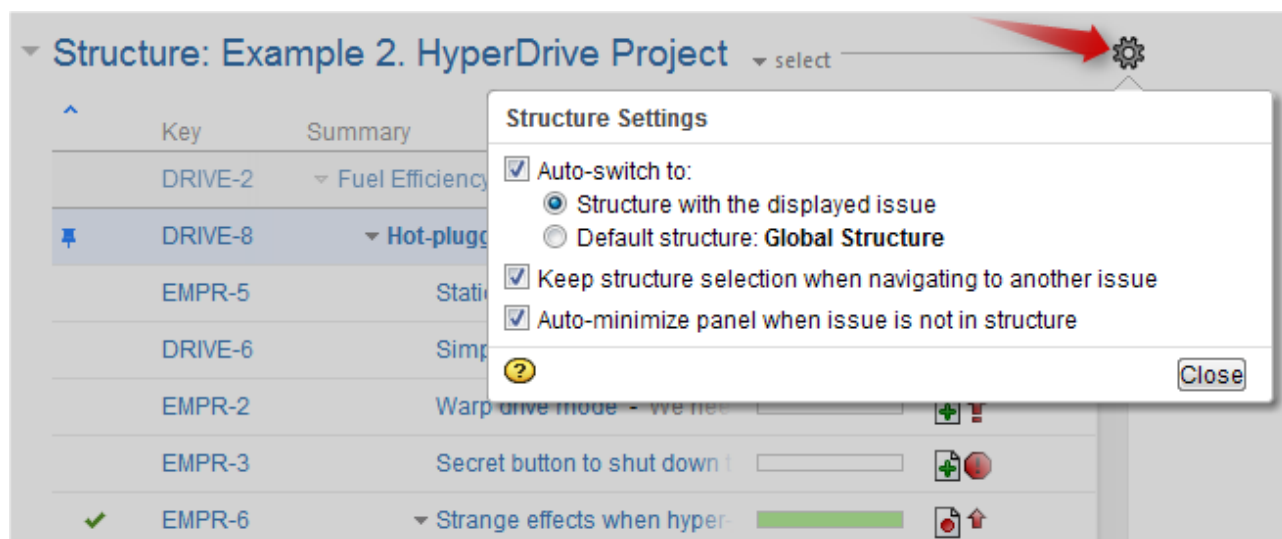 Structure: Example 2. HyperDrive Project select
Structure Settings
Key Summary
Auto-switch to:
DRIVE-2 Fuel Efficiency
Structure with the displayed issue
DRIVE-8 Hot-plugg
Default structure: Global Structure
Keep structure selection when navigating to another issue
EMPR-5 Stati
Auto-minimize panel when issue is not in structure
DRIVE-6 Simp
?
Close
EMPR-2 Warp drive mode - We nee
EMPR-3 Secret button to shut down t
EMPR-6 Strange effects when hyper-